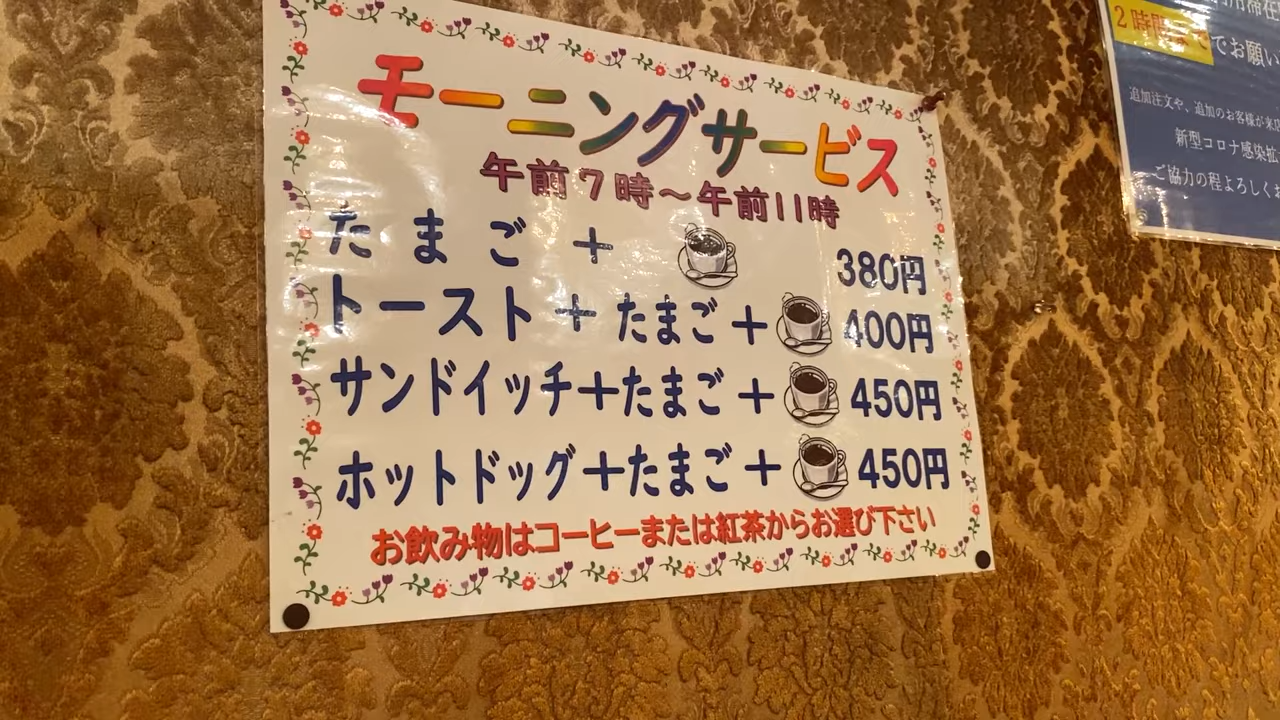 モーニングサービス
午前7時～午前11時
たまご＋ 380円
トースト＋たまご＋ 400円
サンドイッチ＋たまご＋ 450円
ホットドッグ＋たまご＋ 450円
お飲み物はコーヒーまたは紅茶からお選び下さい
2時間まででお願い
追加注文や、追加のお客様が来
新型コロナ感染拡
ご協力の程よろしく